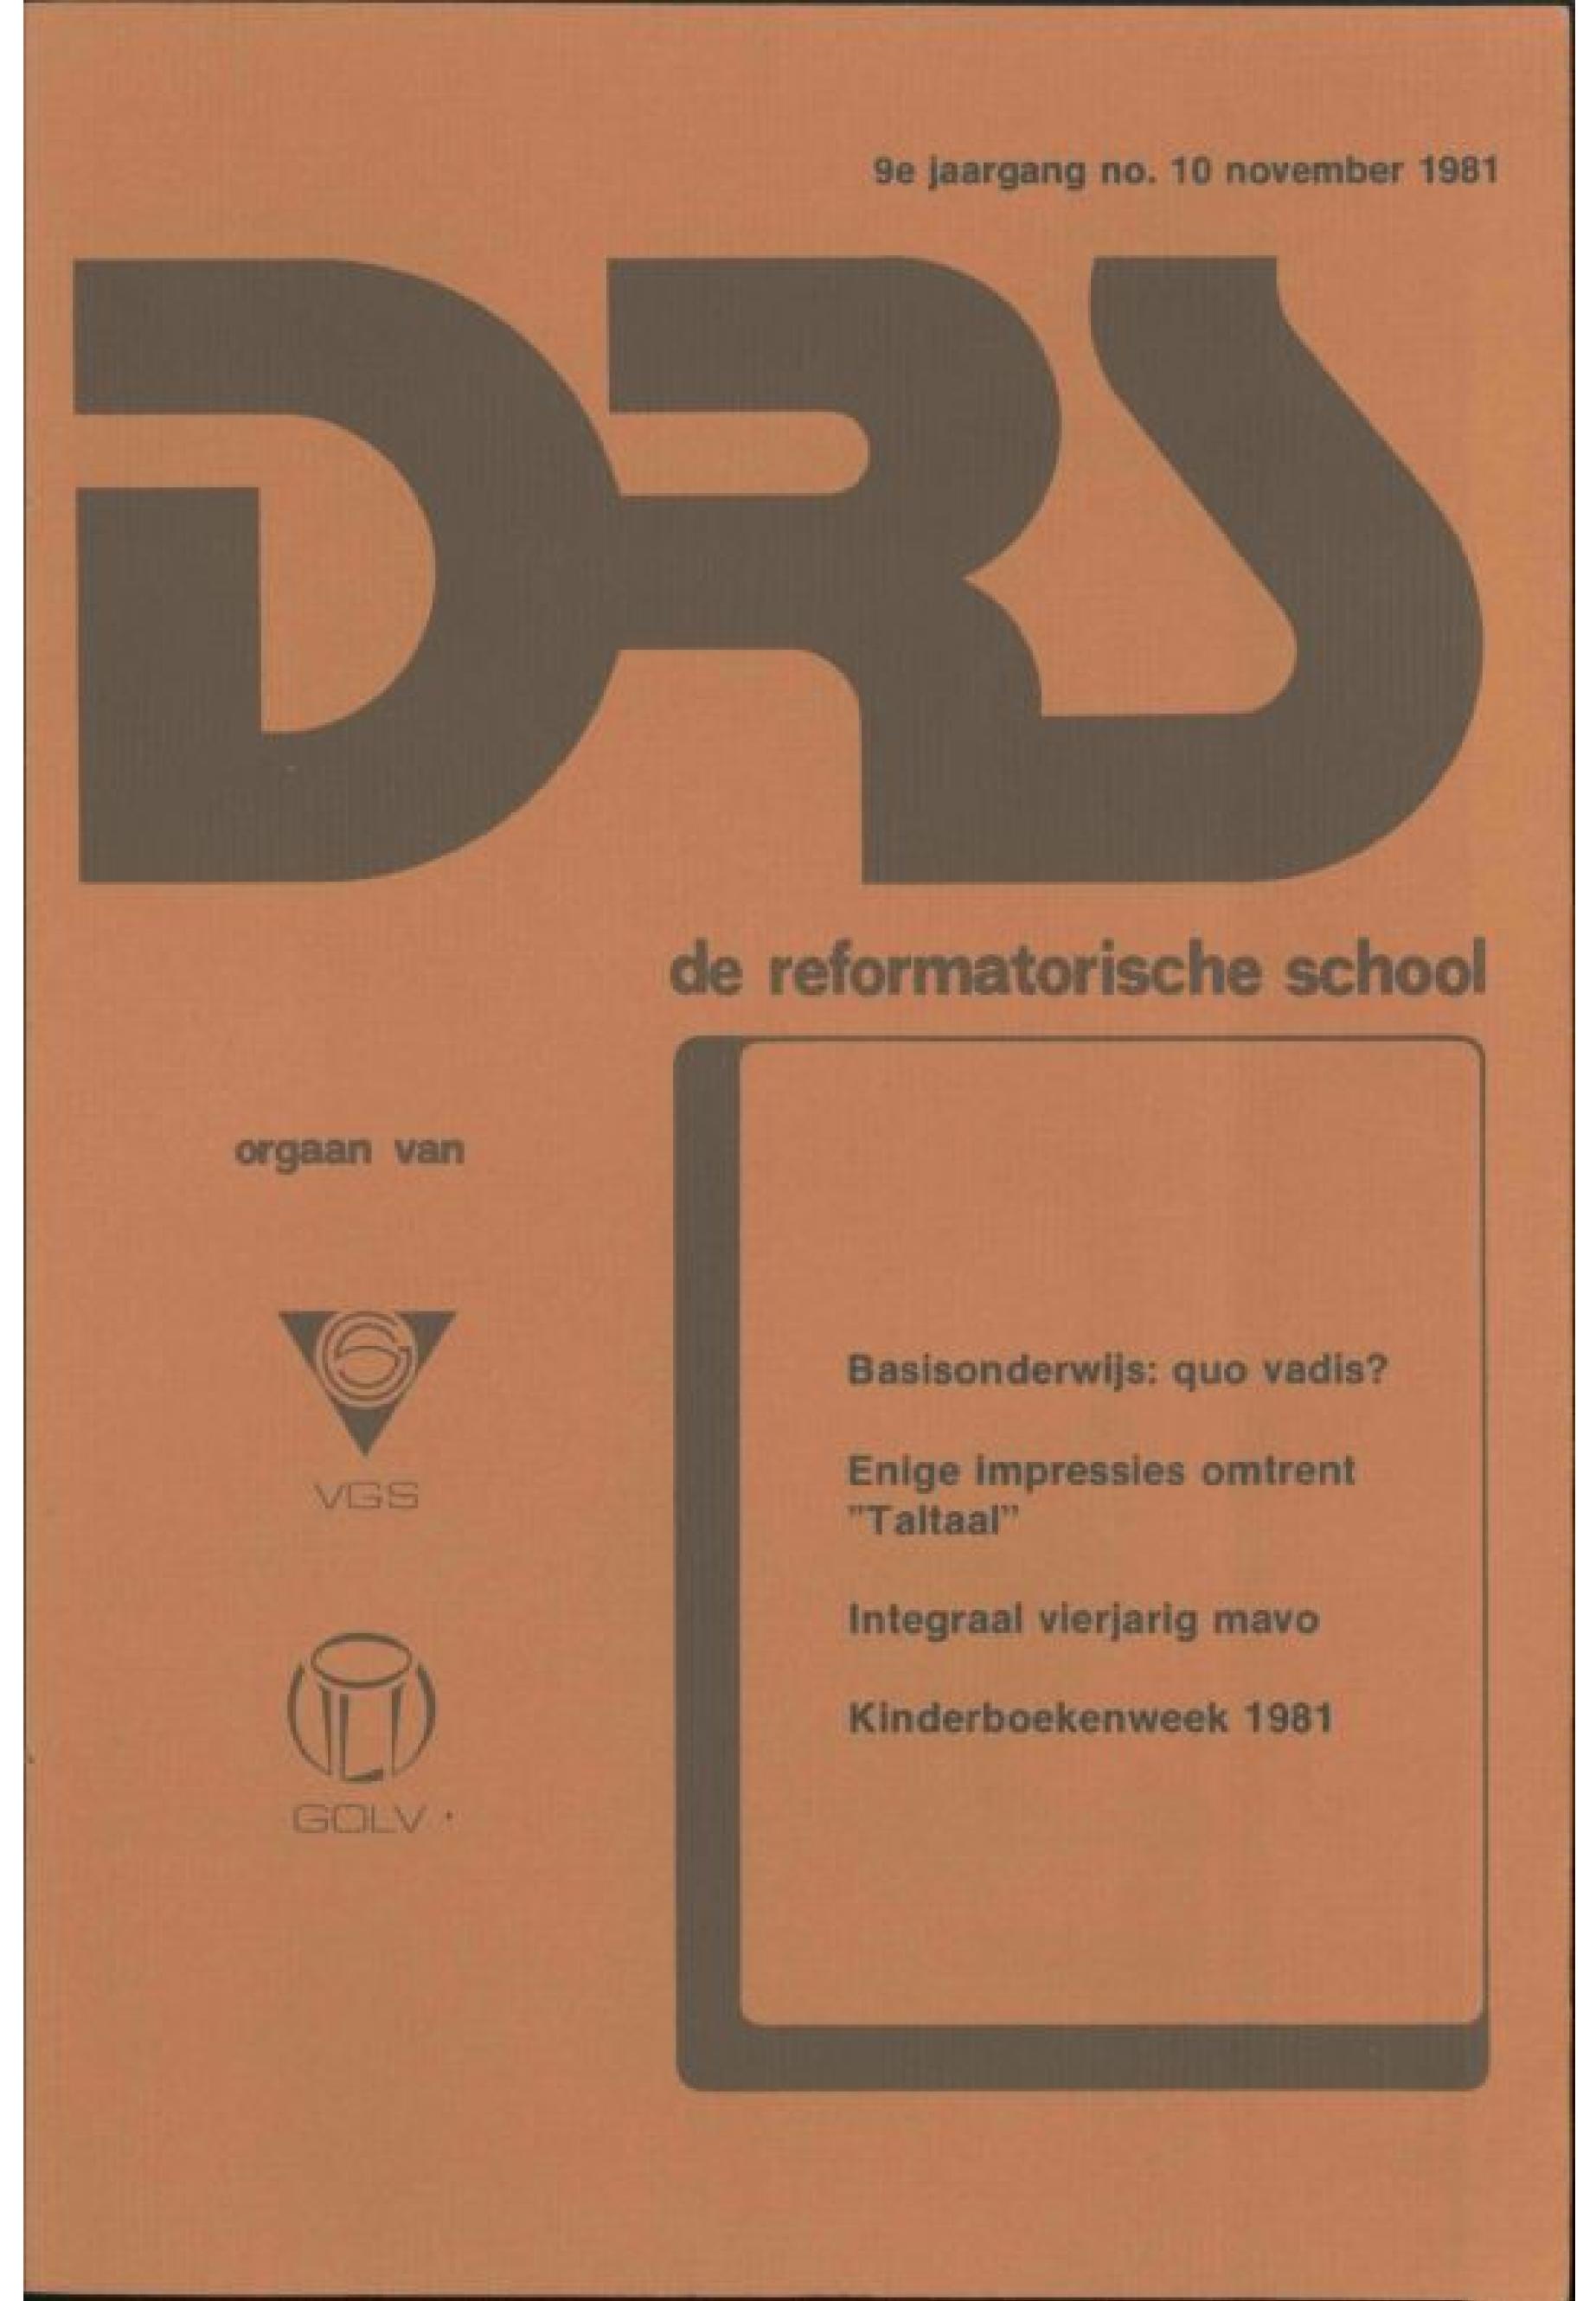 9e jaargang no. 10 november 1981
DRS
de reformatorische school
orgaan van
VGS
GOLV
Basisonderwijs: quo vadis?
Enige impressies omtrent
"Taltaal"
Integraal vierjarig mavo
Kinderboekenweek 1981